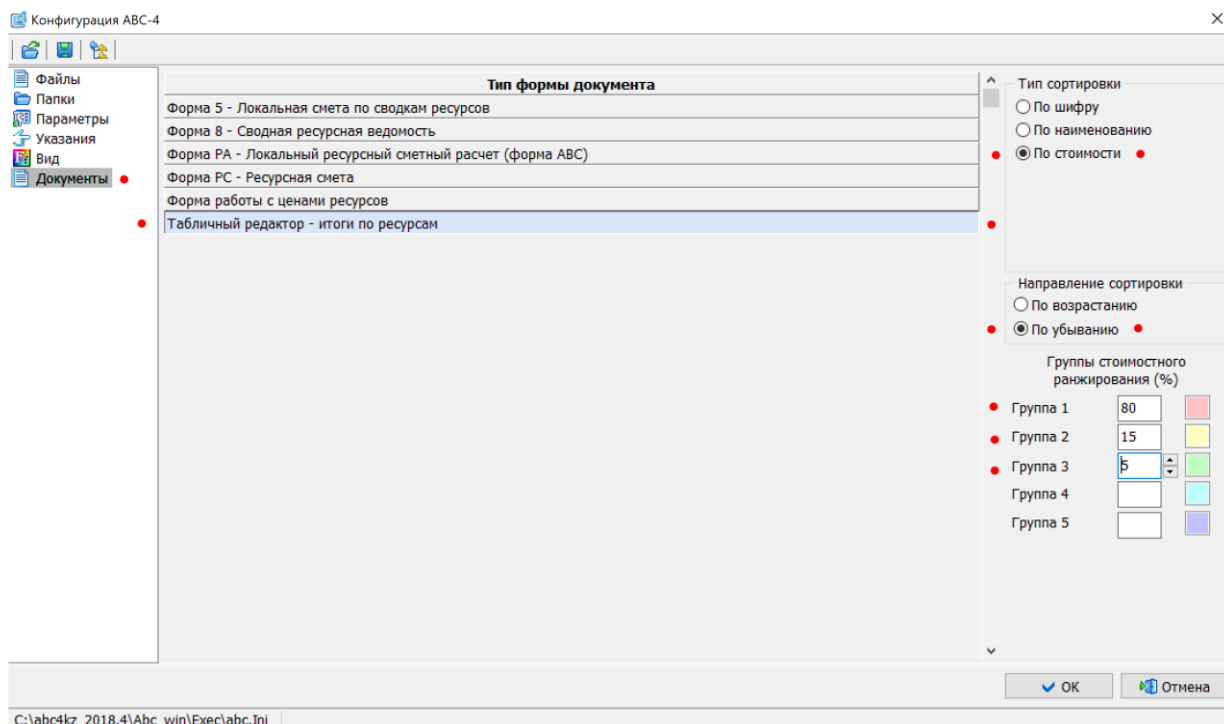 Конфигурация ABC-4
Файлы
Папки
Параметры
Указания
Вид
Документы
Тип формы документа
Форма 5 - Локальная смета по сводкам ресурсов
Форма 8 - Сводная ресурсная ведомость
Форма РА - Локальный ресурсный сметный расчет (форма АВС)
Форма РС - Ресурсная смета
Форма работы с ценами ресурсов
Табличный редактор - итоги по ресурсам
Тип сортировки
По шифру
По наименованию
По стоимости
Направление сортировки
По возрастанию
По убыванию
Группы стоимостного
ранжирования (%)
Группа 1 80
Группа 2 15
Группа 3 5
Группа 4
Группа 5
ОК
Отмена
C:\abc4kz_2018.4\Abc_win\Exec\abc.Ini